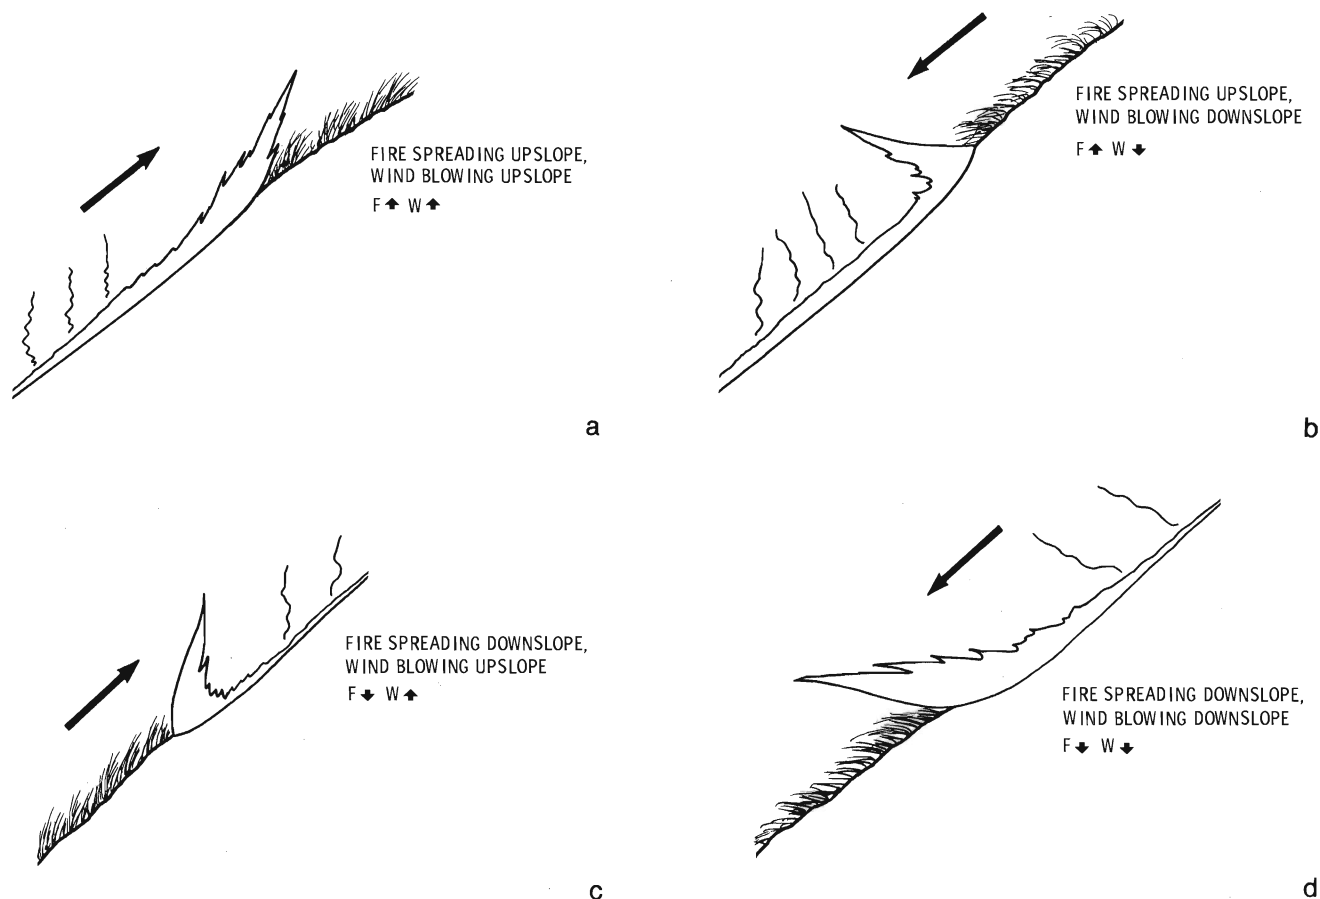 FIRE SPREADING UPSLOPE,
WIND BLOWING UPSLOPE
F🡅 W🡅
a
FIRE SPREADING UPSLOPE,
WIND BLOWING DOWNSLOPE
F🡅 W🡇
b
FIRE SPREADING DOWNSLOPE,
WIND BLOWING UPSLOPE
F🡇 W🡅
c
FIRE SPREADING DOWNSLOPE,
WIND BLOWING DOWNSLOPE
F🡇 W🡇
d